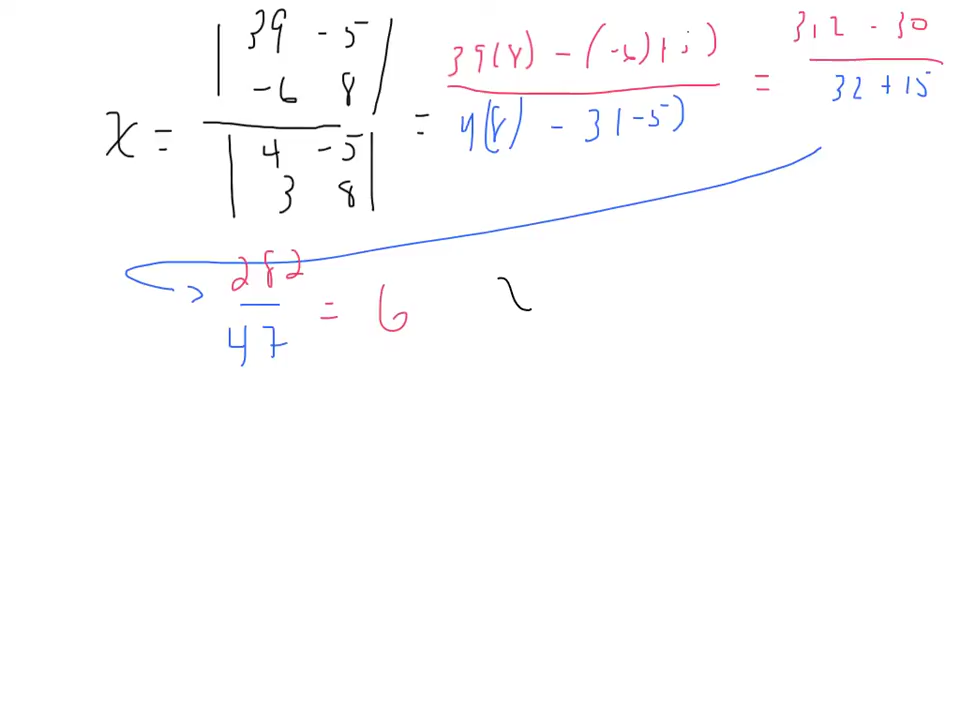 x = | 39 -5 | / | 4 -5 | = 39(8) - (-6)(-5) / 4(8) - 3(-5) = 312 - 30 / 32 + 15
| -6 8 | / | 3 8 |
282 / 47 = 6